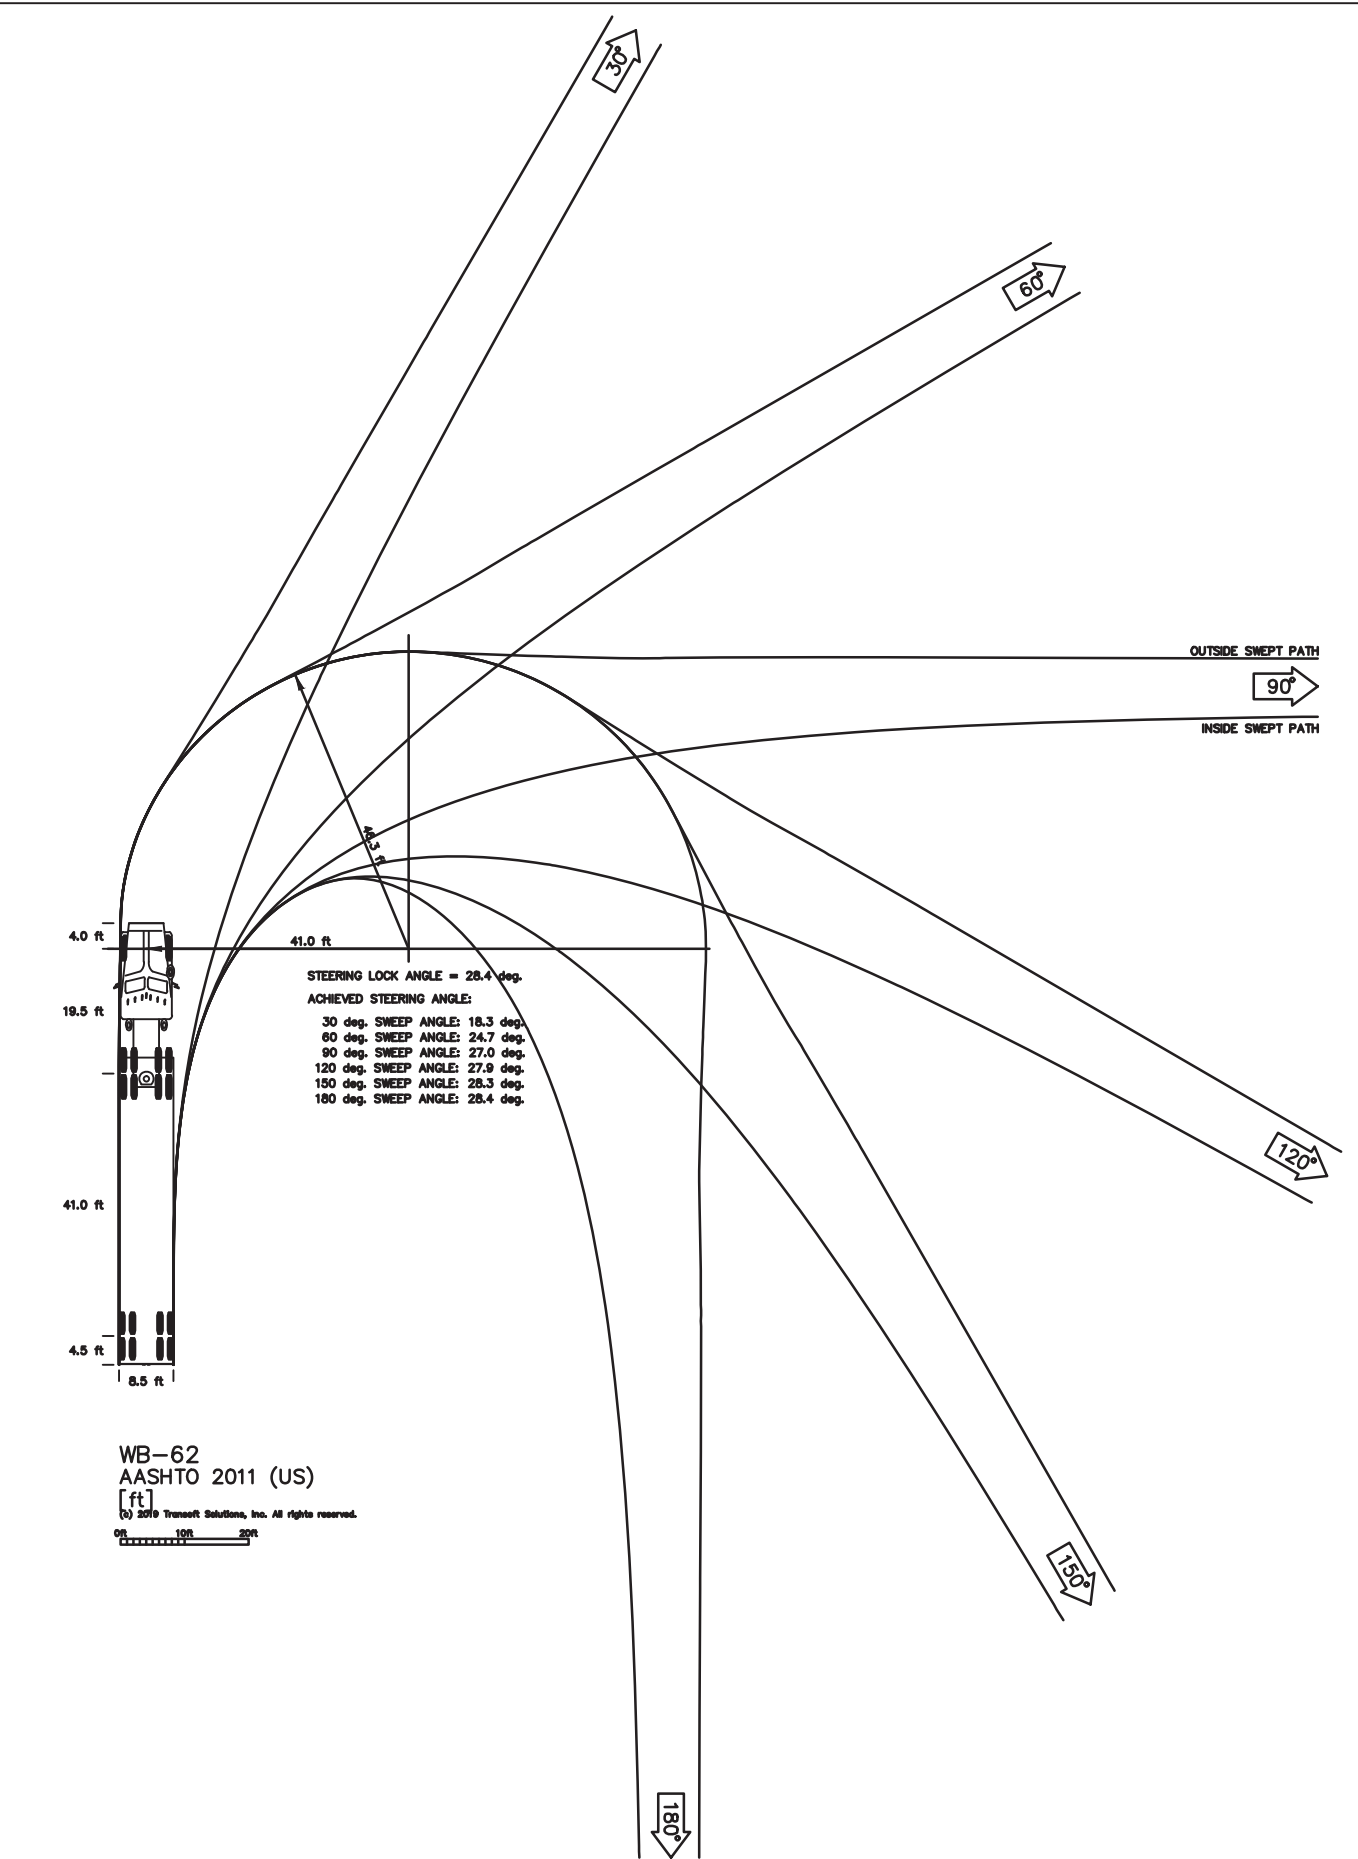 30°
60°
OUTSIDE SWEPT PATH
90°
INSIDE SWEPT PATH
46.3 ft
4.0 ft
41.0 ft
STEERING LOCK ANGLE = 28.4 deg.
ACHIEVED STEERING ANGLE:
19.5 ft
30 deg. SWEEP ANGLE: 18.3 deg.
60 deg. SWEEP ANGLE: 24.7 deg.
90 deg. SWEEP ANGLE: 27.0 deg.
120 deg. SWEEP ANGLE: 27.9 deg.
150 deg. SWEEP ANGLE: 28.3 deg.
180 deg. SWEEP ANGLE: 28.4 deg.
120°
41.0 ft
4.5 ft
8.5 ft
WB-62
AASHTO 2011 (US)
[ft]
(c) 2019 Transoft Solutions, Inc. All rights reserved.
0ft 10ft 20ft
150°
180°